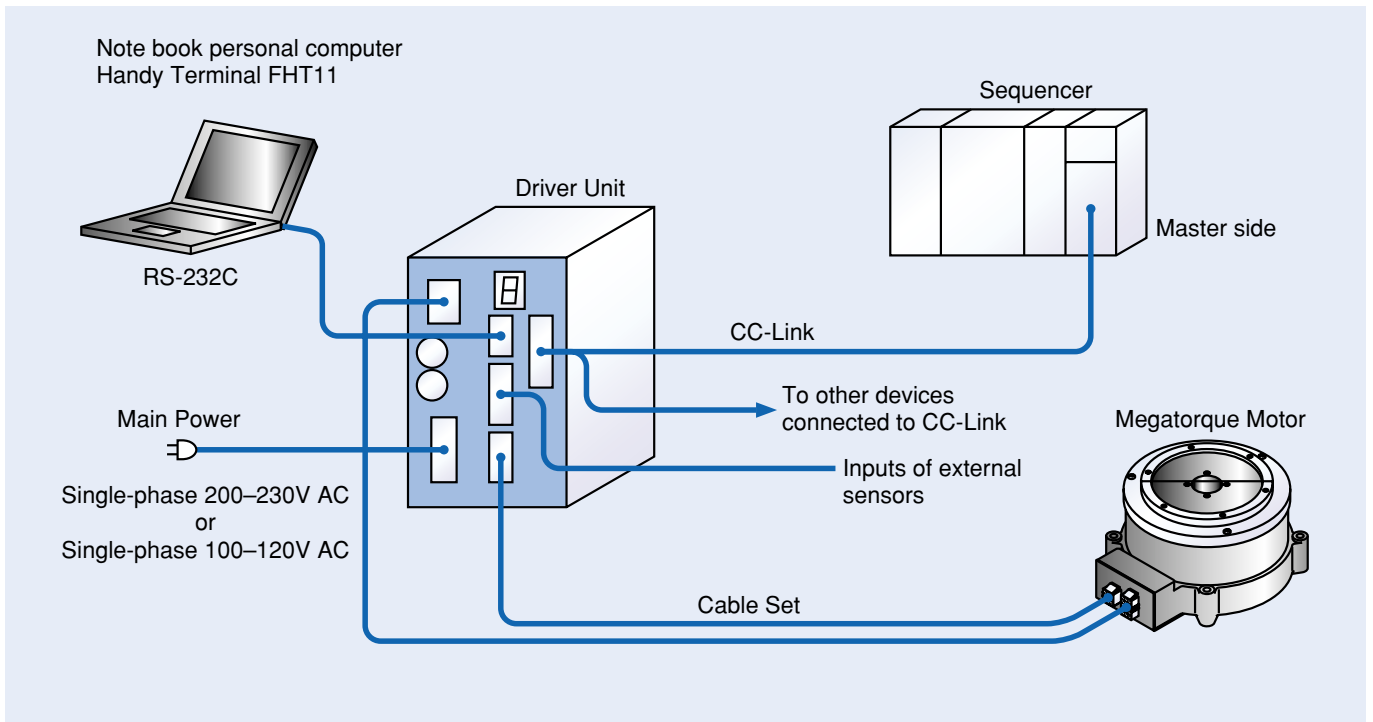 Note book personal computer
Handy Terminal FHT11
Sequencer
Driver Unit
Master side
RS-232C
CC-Link
To other devices
connected to CC-Link
Main Power
Megatorque Motor
Inputs of external
sensors
Single-phase 200–230V AC
or
Single-phase 100–120V AC
Cable Set